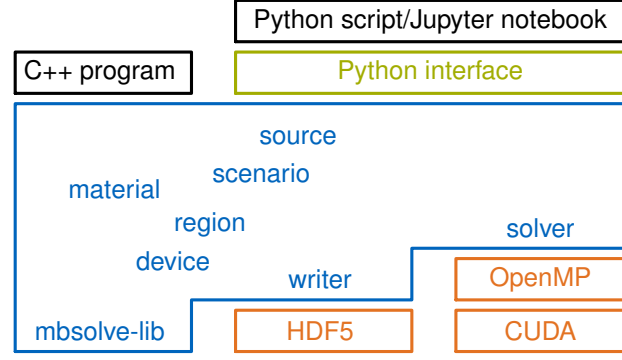 Python script/Jupyter notebook
C++ program
Python interface
source
scenario
material
region
solver
device
writer
OpenMP
mbsolve-lib
HDF5
CUDA